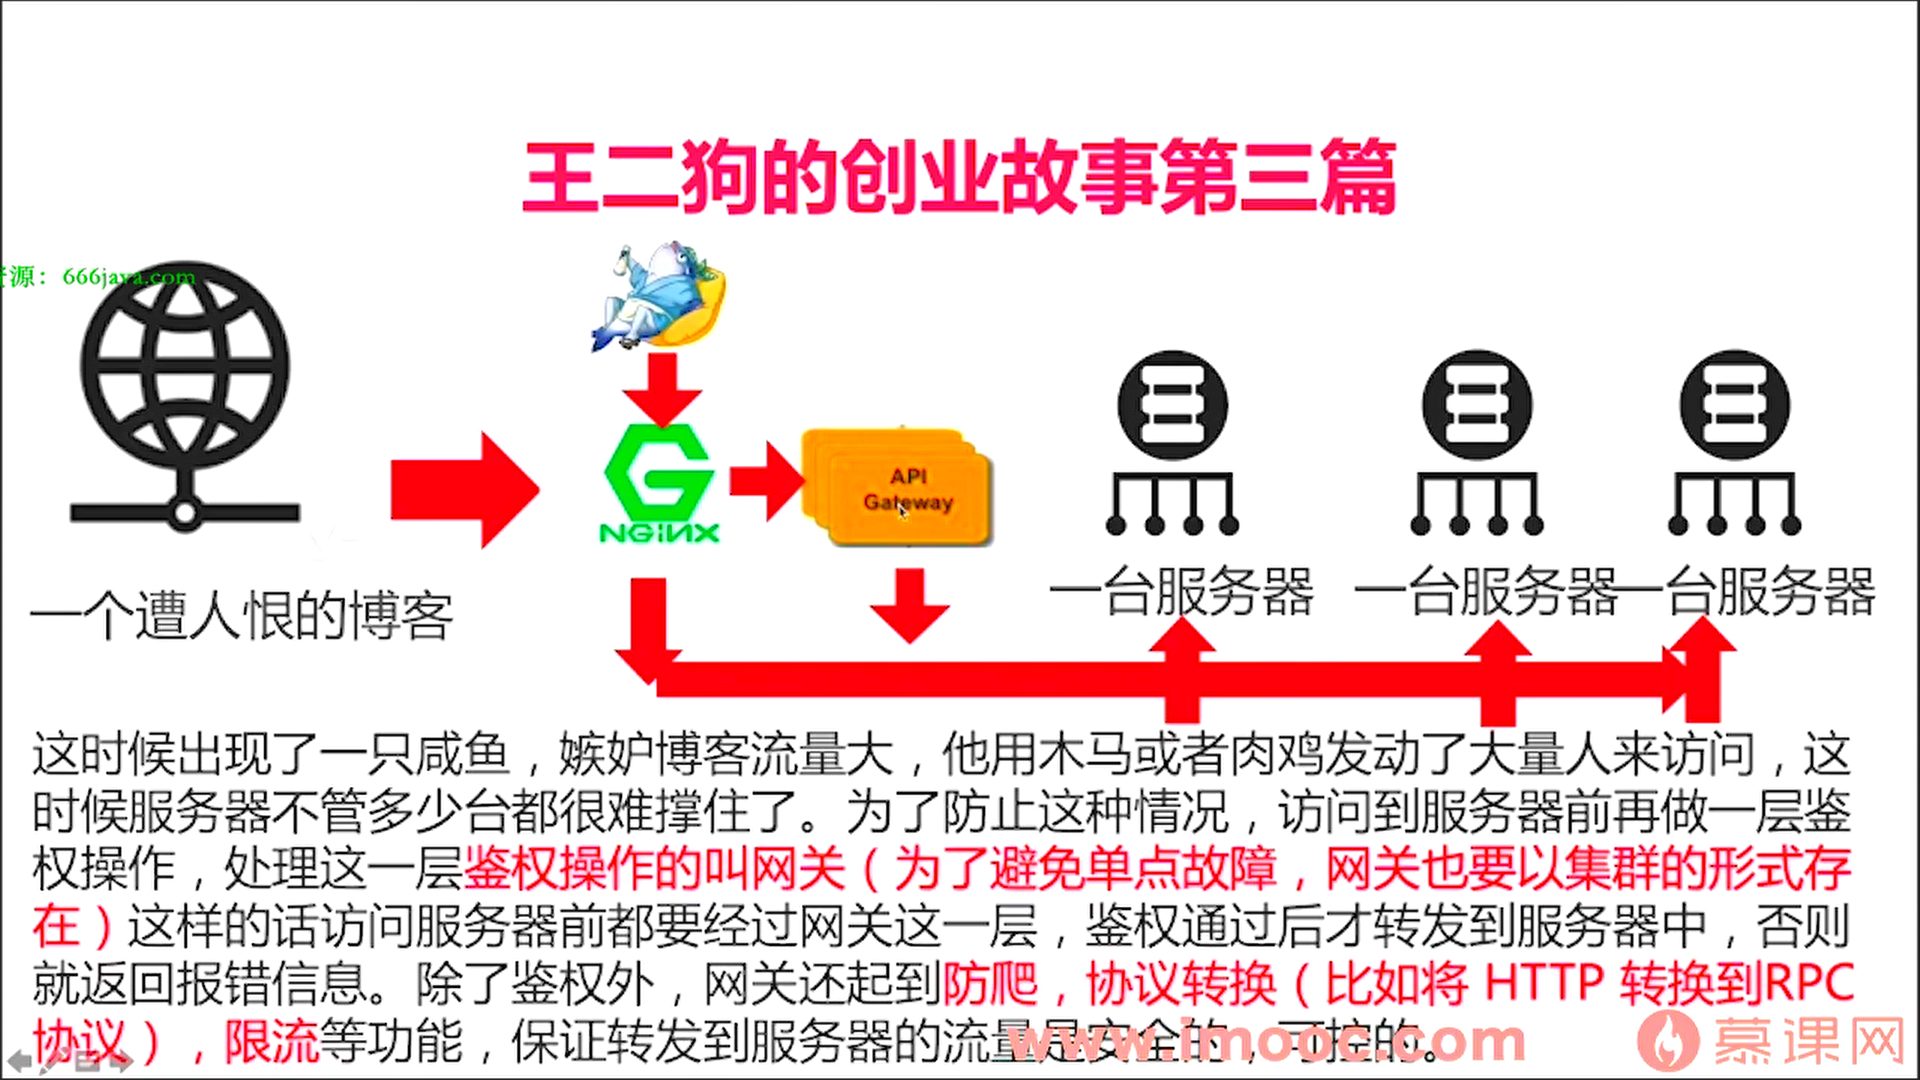 王二狗的创业故事第三篇
源：666java.com
API
Gateway
NGiNX
一个遭人恨的博客
一台服务器
一台服务器
一台服务器
这时候出现了一只咸鱼，嫉妒博客流量大，他用木马或者肉鸡发动了大量人来访问，这
时候服务器不管多少台都很难撑住了。为了防止这种情况，访问到服务器前再做一层鉴
权操作，处理这一层鉴权操作的叫网关（为了避免单点故障，网关也要以集群的形式存
在）这样的话访问服务器前都要经过网关这一层，鉴权通过后才转发到服务器中，否则
就返回报错信息。除了鉴权外，网关还起到防爬，协议转换（比如将 HTTP 转换到RPC
协议），限流等功能，保证转发到服务器的流量是安全的，可控的。
www.imooc.com
慕课网